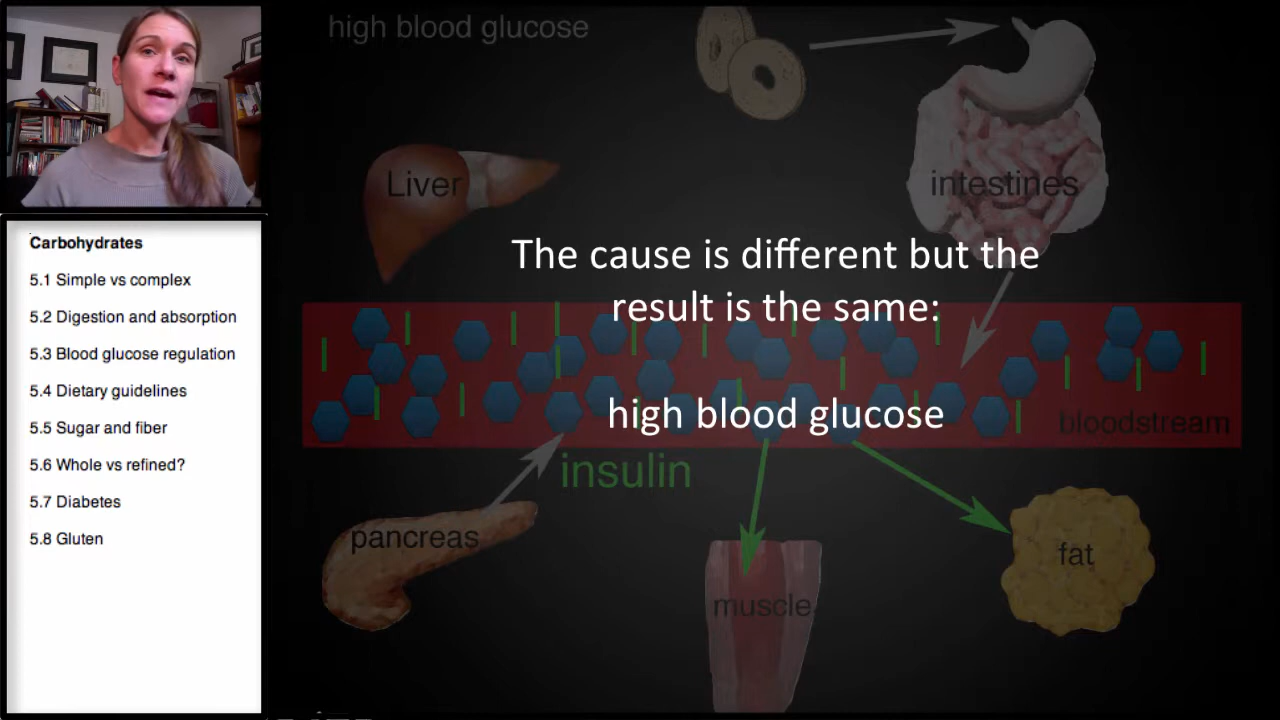 high blood glucose
Liver
intestines
The cause is different but the
result is the same:
high blood glucose
bloodstream
insulin
pancreas
muscle
fat
Carbohydrates
5.1 Simple vs complex
5.2 Digestion and absorption
5.3 Blood glucose regulation
5.4 Dietary guidelines
5.5 Sugar and fiber
5.6 Whole vs refined?
5.7 Diabetes
5.8 Gluten